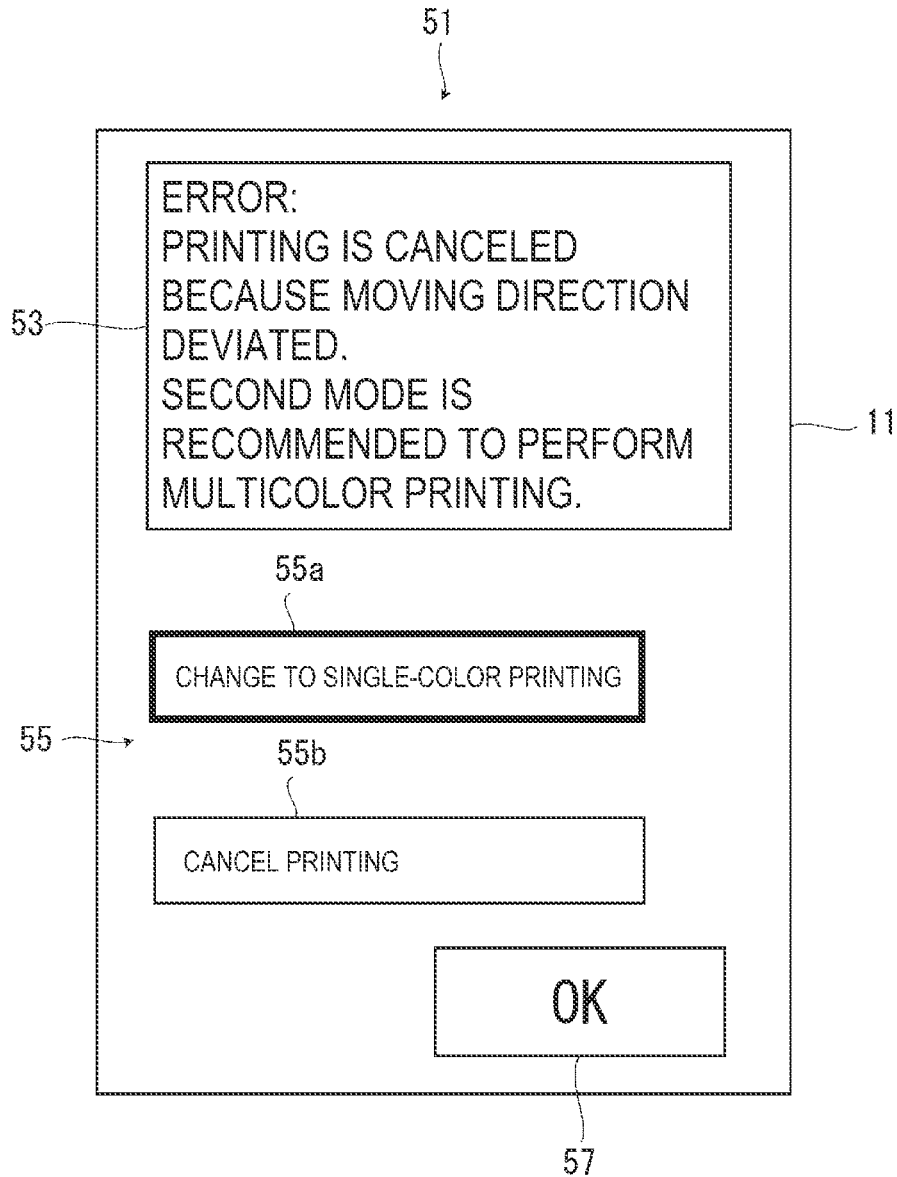 51
ERROR:
PRINTING IS CANCELED
BECAUSE MOVING DIRECTION
DEVIATED.
SECOND MODE IS
RECOMMENDED TO PERFORM
MULTICOLOR PRINTING.
53
11
55a
CHANGE TO SINGLE-COLOR PRINTING
55
55b
CANCEL PRINTING
OK
57